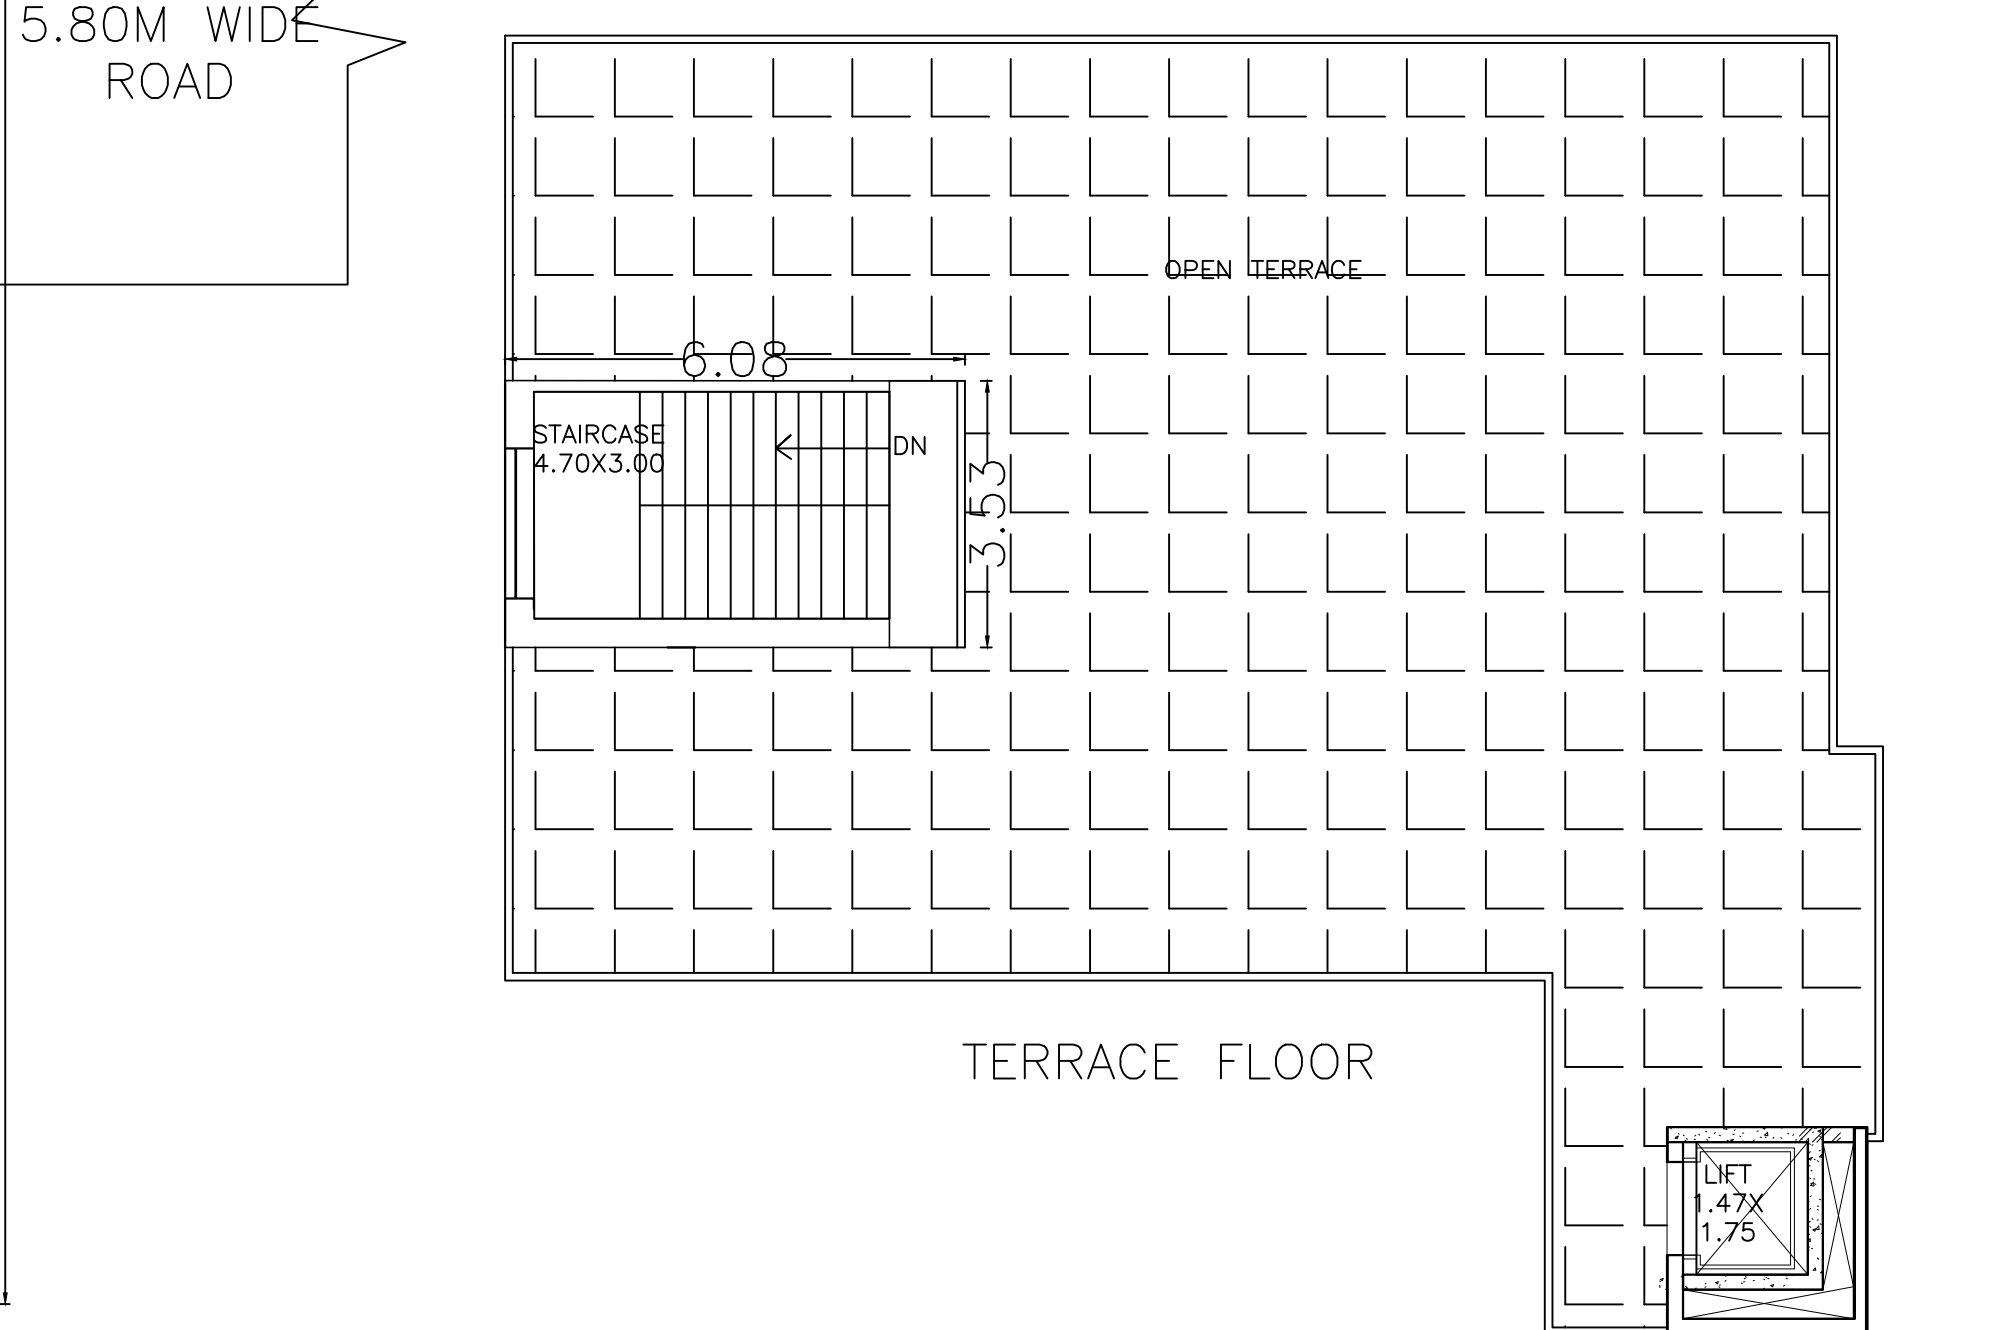 5.80M WIDE
ROAD
OPEN TERRACE
6.08
STAIRCASE
4.70X3.00
DN
3.53
TERRACE FLOOR
LIFT
1.47X
1.75